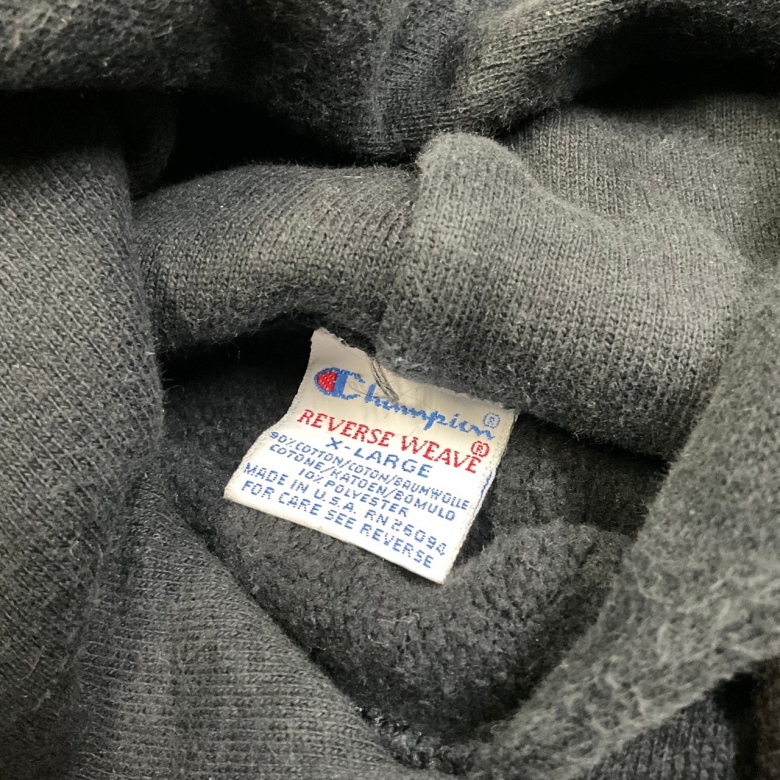 Champion®
REVERSE WEAVE®
X-LARGE
90% COTTON/COTON/BAUMWOLLE
COTONE/KATOEN/BOMULD
10% POLYESTER
MADE IN U.S.A. RN 26094
FOR CARE SEE REVERSE